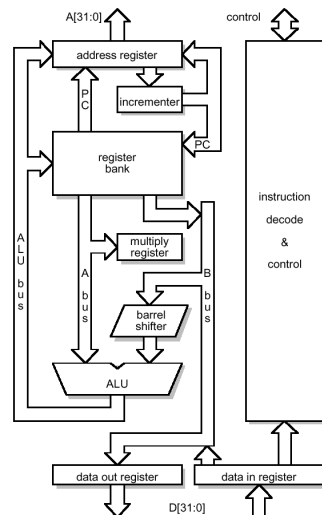 A[31:0]
control
address register
P
C
incrementer
PC
register
bank
instruction
decode
&
control
multiply
register
A
L
U
b
u
s
A
b
u
s
B
b
u
s
barrel
shifter
ALU
data out register
data in register
D[31:0]